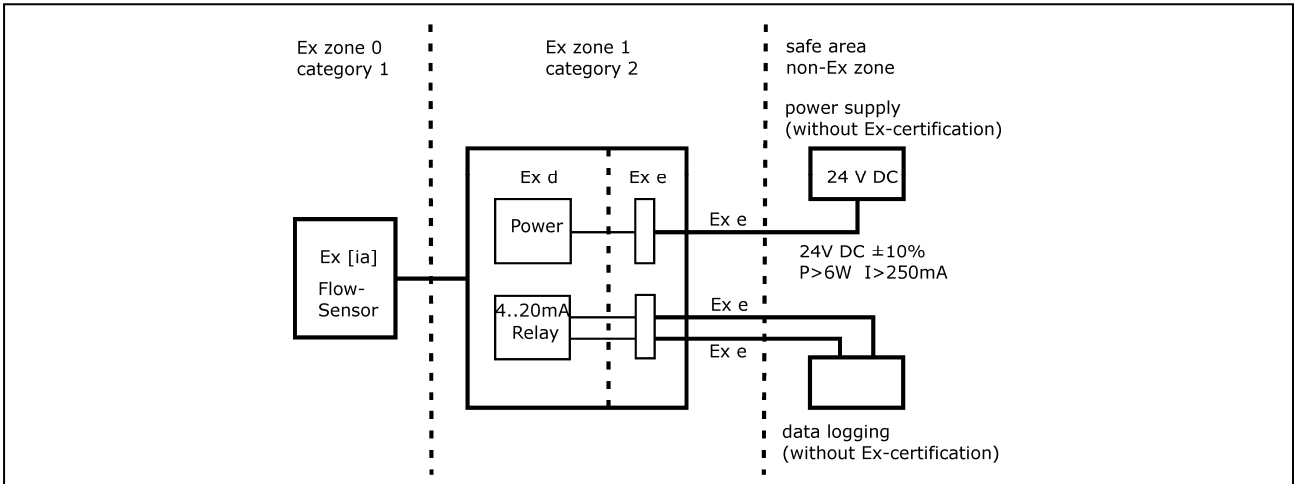 Ex zone 0
category 1
Ex zone 1
category 2
safe area
non-Ex zone
power supply
(without Ex-certification)
24 V DC
Ex d
Ex e
Power
Ex e
24V DC ±10%
P>6W I>250mA
Ex [ia]
Flow-
Sensor
4..20mA
Relay
Ex e
Ex e
data logging
(without Ex-certification)